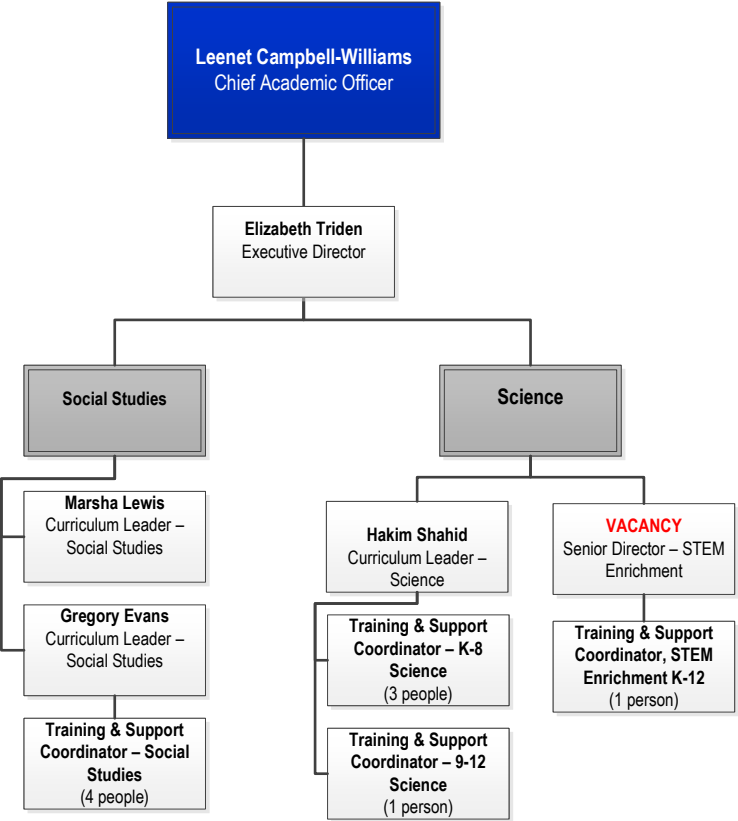 Leenet Campbell-Williams
Chief Academic Officer
Elizabeth Triden
Executive Director
Social Studies
Marsha Lewis
Curriculum Leader –
Social Studies
Gregory Evans
Curriculum Leader –
Social Studies
Training & Support
Coordinator – Social
Studies
(4 people)
Science
Hakim Shahid
Curriculum Leader –
Science
Training & Support
Coordinator – K-8
Science
(3 people)
Training & Support
Coordinator – 9-12
Science
(1 person)
VACANCY
Senior Director – STEM
Enrichment
Training & Support
Coordinator, STEM
Enrichment K-12
(1 person)